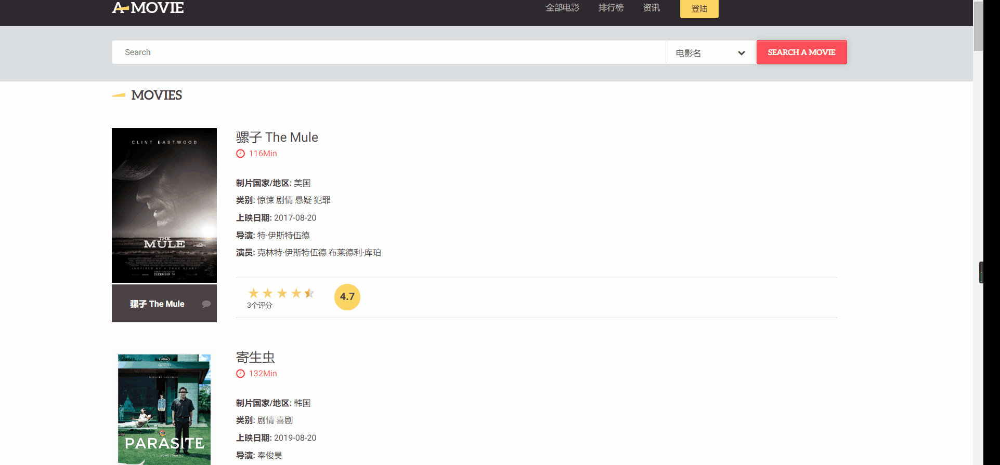 A MOVIE
全部电影 排行榜 资讯 登陆
Search 电影名 SEARCH A MOVIE
MOVIES
CLINT EASTWOOD
THE
MULE
INSPIRED BY A TRUE STORY
DECEMBER 14
骡子 The Mule
骡子 The Mule
116Min
制片国家/地区: 美国
类别: 惊悚 剧情 悬疑 犯罪
上映日期: 2017-08-20
导演: 特·伊斯特伍德
演员: 克林特·伊斯特伍德 布莱德利·库珀
4.7
3个评分
PARASITE
寄生虫
132Min
制片国家/地区: 韩国
类别: 剧情 喜剧
上映日期: 2019-08-20
导演: 奉俊昊